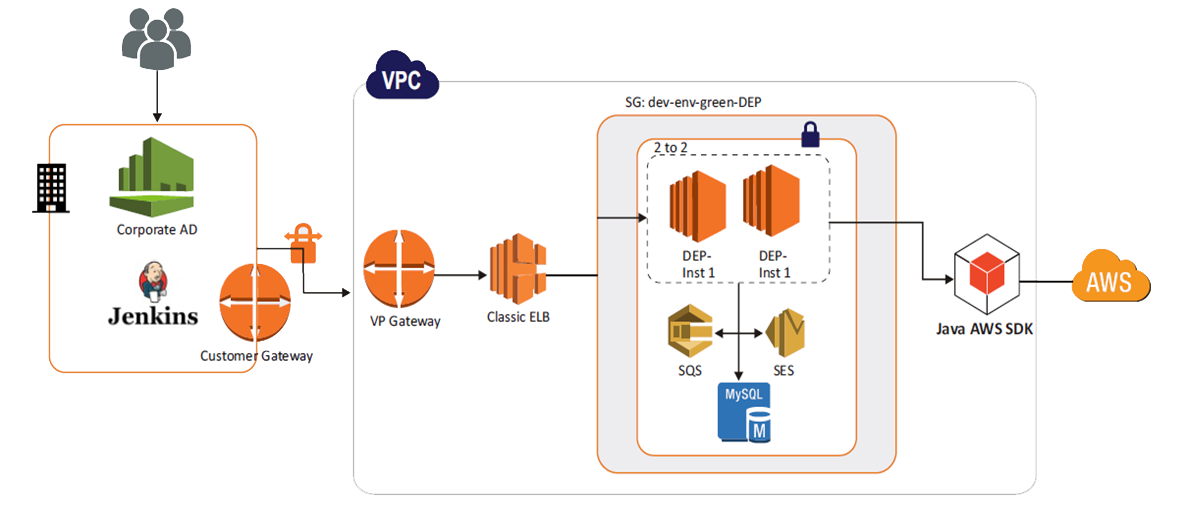 VPC
SG: dev-env-green-DEP
2 to 2
Corporate AD
DEP-
Inst 1
DEP-
Inst 1
Jenkins
Customer Gateway
VP Gateway
Classic ELB
AWS
Java AWS SDK
SQS
SES
MySQL
M